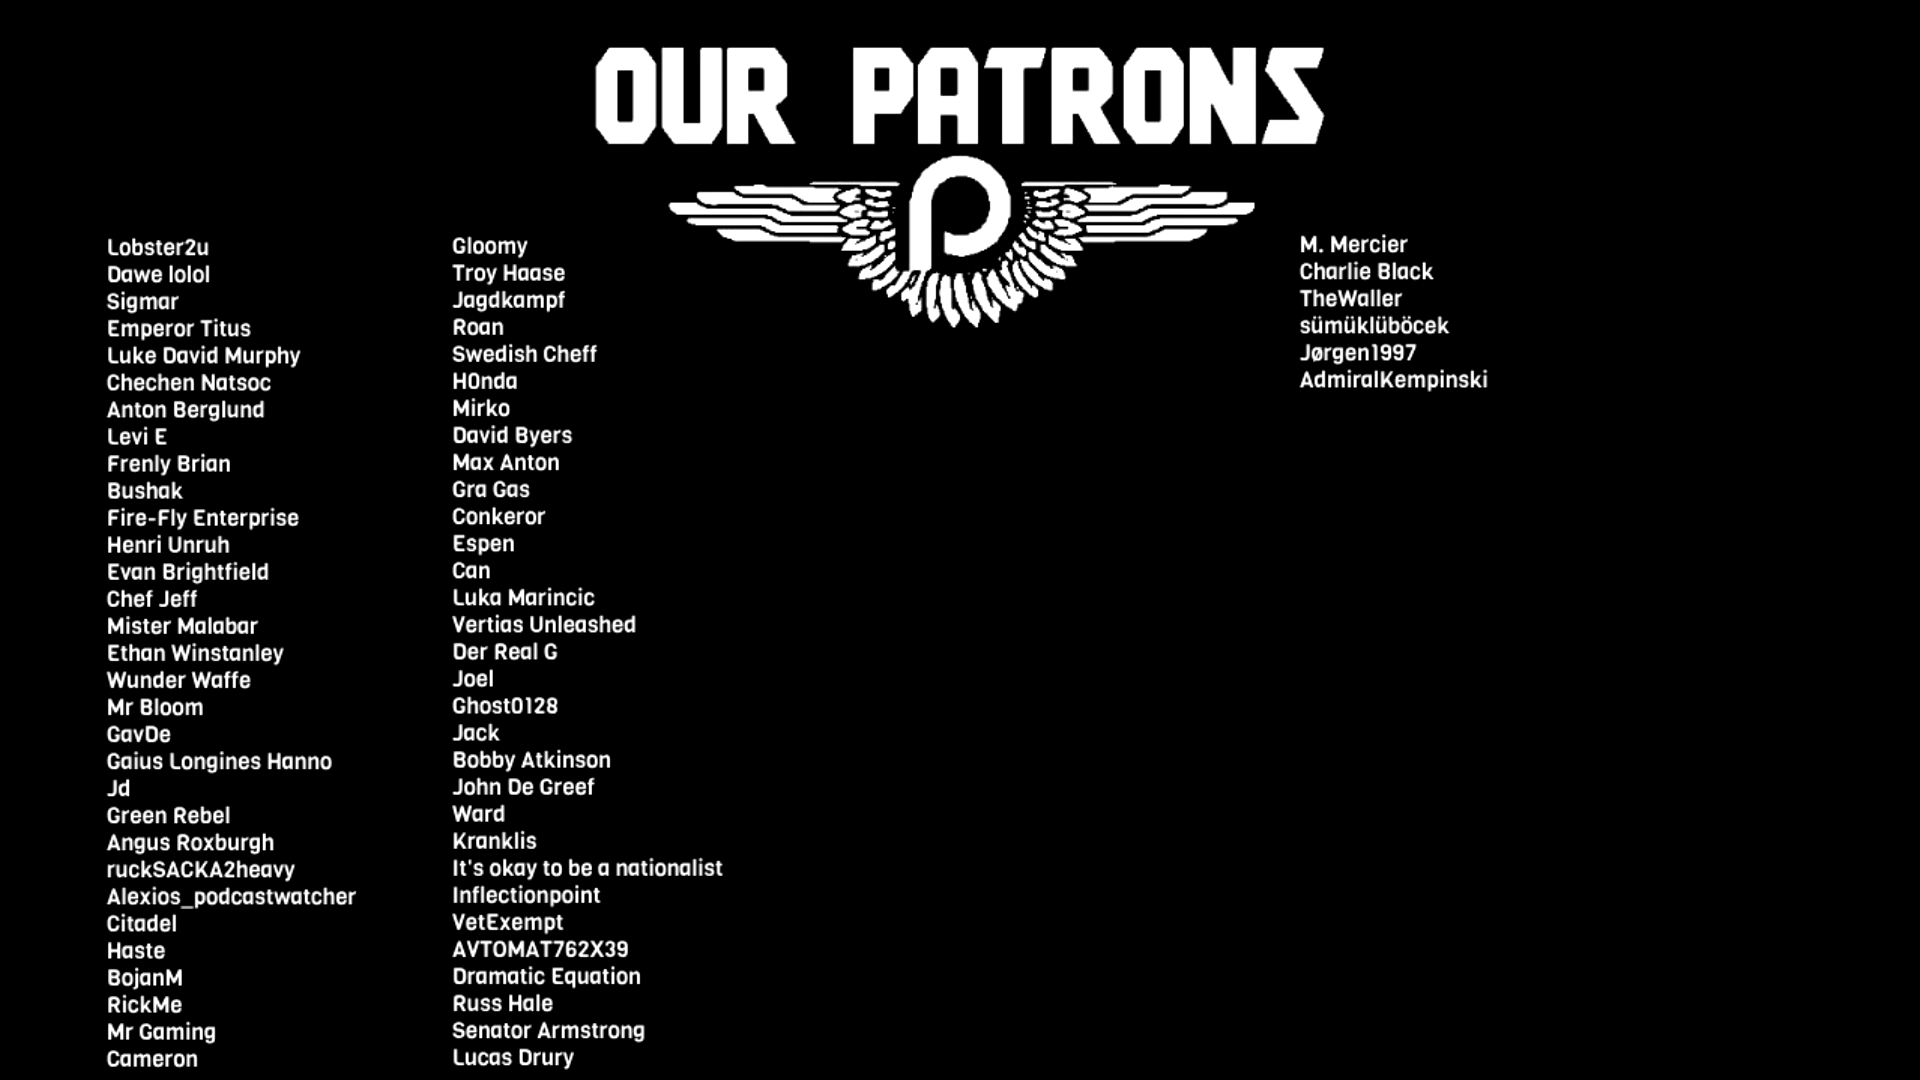 OUR PATRONS
Lobster2u
Dawe lolol
Sigmar
Emperor Titus
Luke David Murphy
Chechen Natsoc
Anton Berglund
Levi E
Frenly Brian
Bushak
Fire-Fly Enterprise
Henri Unruh
Evan Brightfield
Chef Jeff
Mister Malabar
Ethan Winstanley
Wunder Waffe
Mr Bloom
GavDe
Gaius Longines Hanno
Jd
Green Rebel
Angus Roxburgh
ruckSACKA2heavy
Alexios_podcastwatcher
Citadel
Haste
BojanM
RickMe
Mr Gaming
Cameron
Gloomy
Troy Haase
Jagdkampf
Roan
Swedish Cheff
H0nda
Mirko
David Byers
Max Anton
Gra Gas
Conkeror
Espen
Can
Luka Marincic
Vertias Unleashed
Der Real G
Joel
Ghost0128
Jack
Bobby Atkinson
John De Greef
Ward
Kranklis
It's okay to be a nationalist
Inflectionpoint
VetExempt
AVTOMAT762X39
Dramatic Equation
Russ Hale
Senator Armstrong
Lucas Drury
M. Mercier
Charlie Black
TheWaller
sümüklüböcek
Jørgen1997
AdmiralKempinski